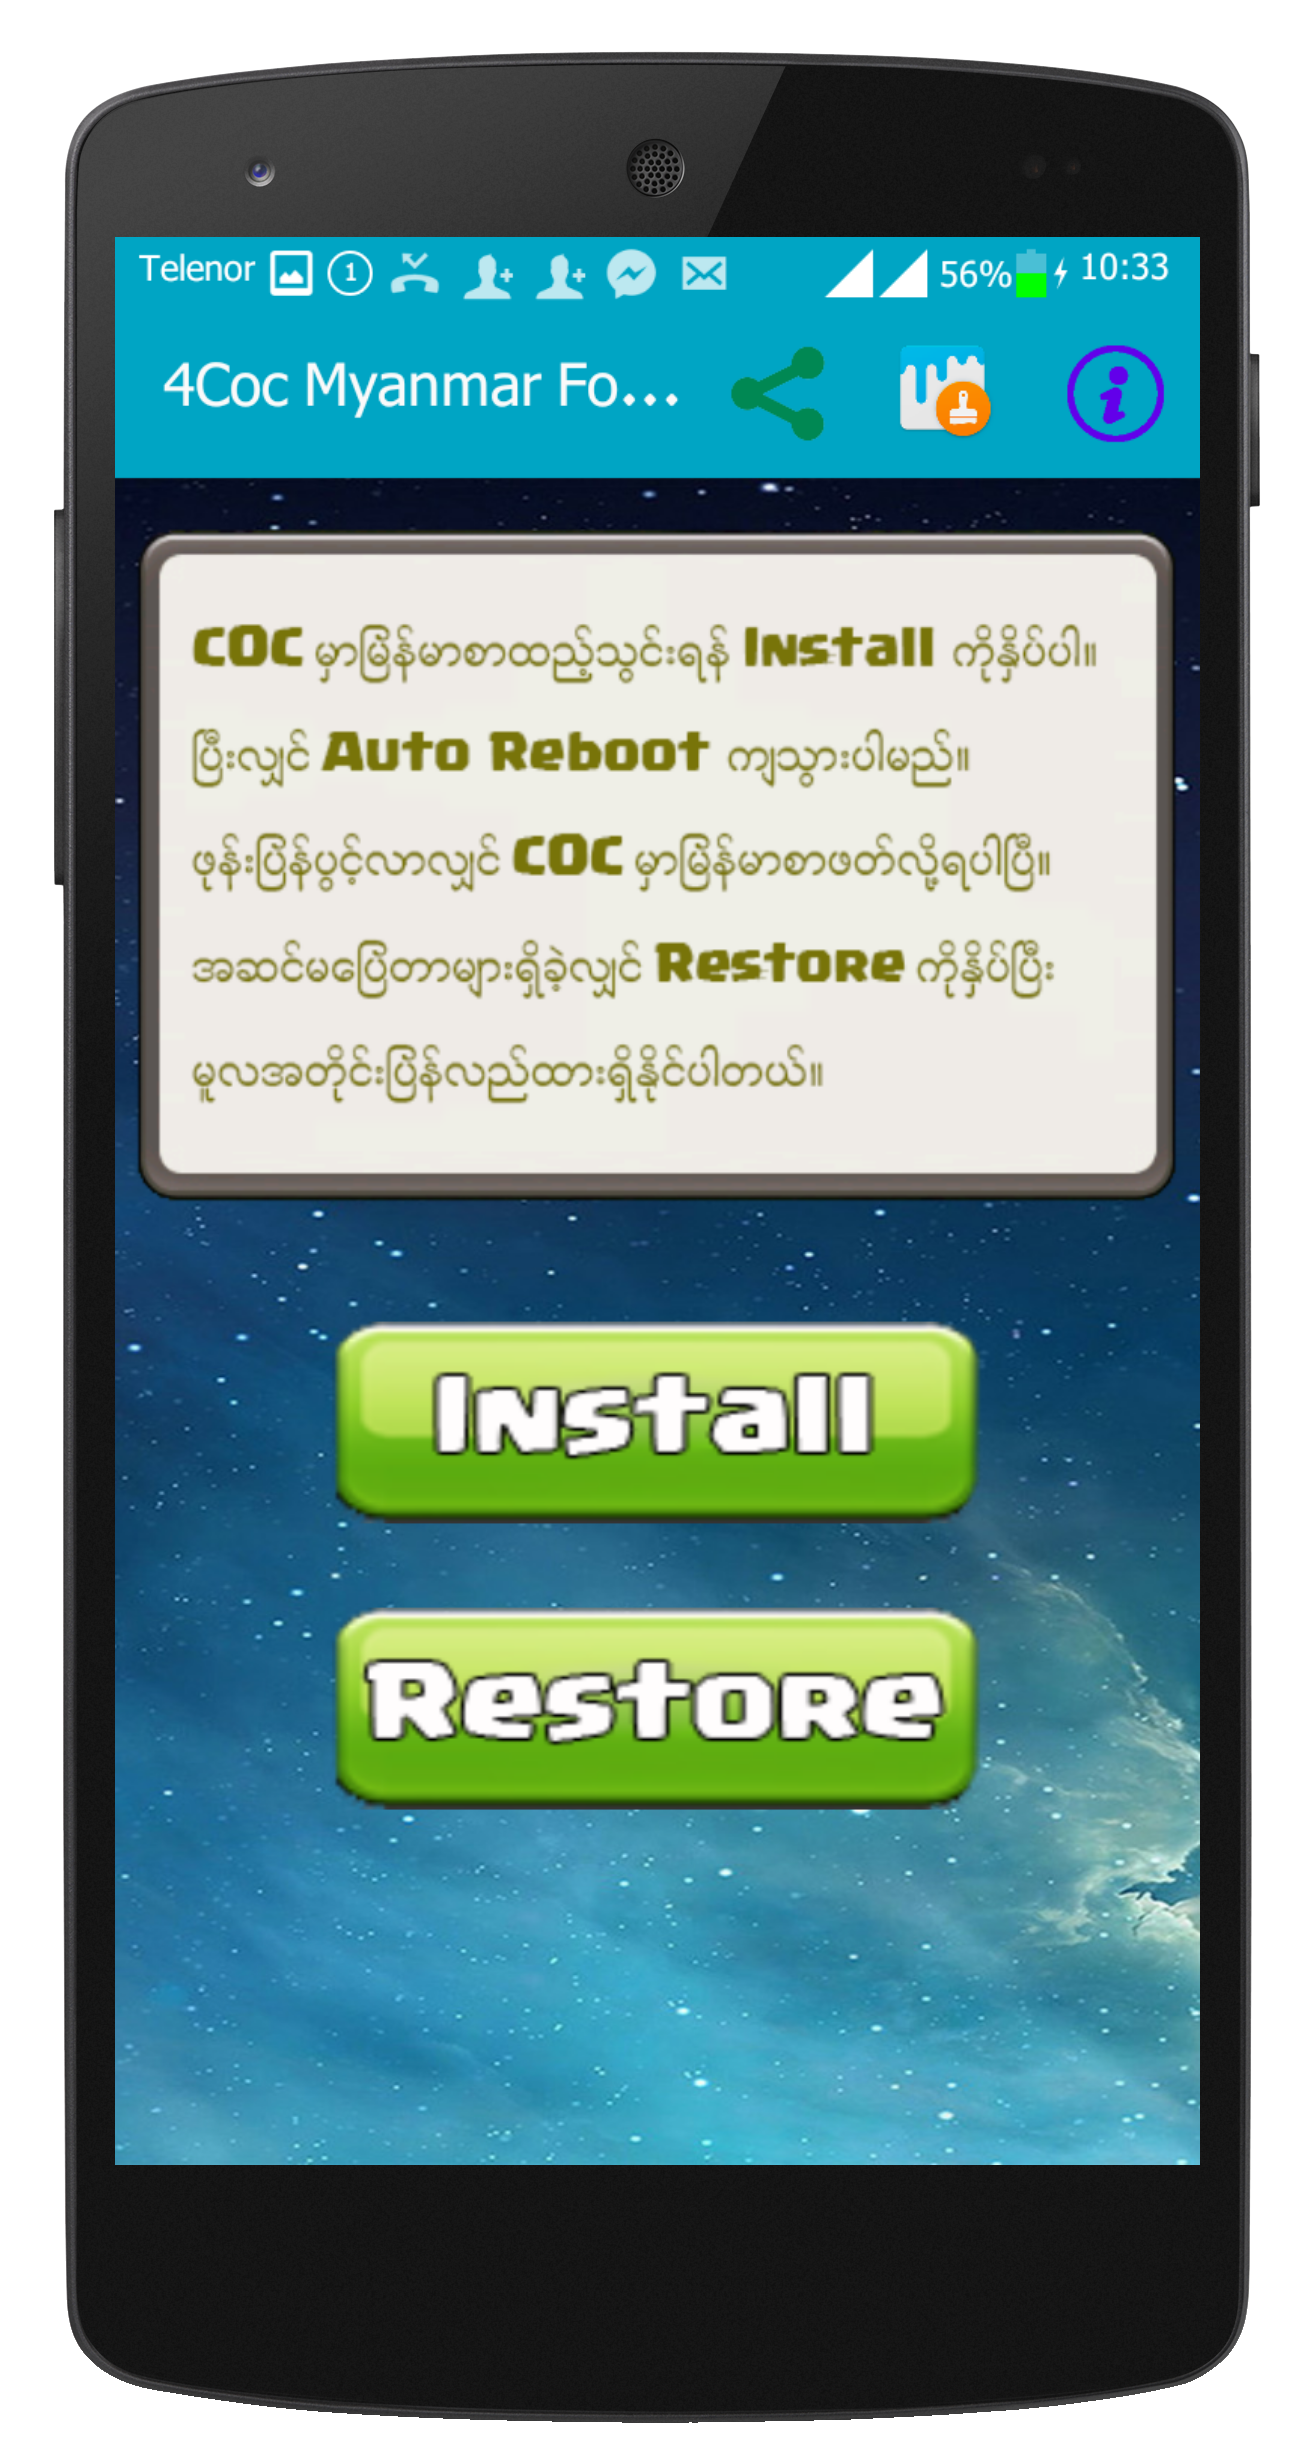 Telenor 1 56% 10:33
4Coc Myanmar Fo...
COC မှာမြန်မာစာထည့်သွင်းရန် Install ကိုနှိပ်ပါ။
ပြီးလျှင် Auto Reboot ကျသွားပါမည်။
ဖုန်းပြန်ပွင့်လာလျှင် COC မှာမြန်မာစာဖတ်လို့ရပါပြီ။
အဆင်မပြေတာများရှိခဲ့လျှင် Restore ကိုနှိပ်ပြီး
မူလအတိုင်းပြန်လည်ထားရှိနိုင်ပါတယ်။
Install
Restore